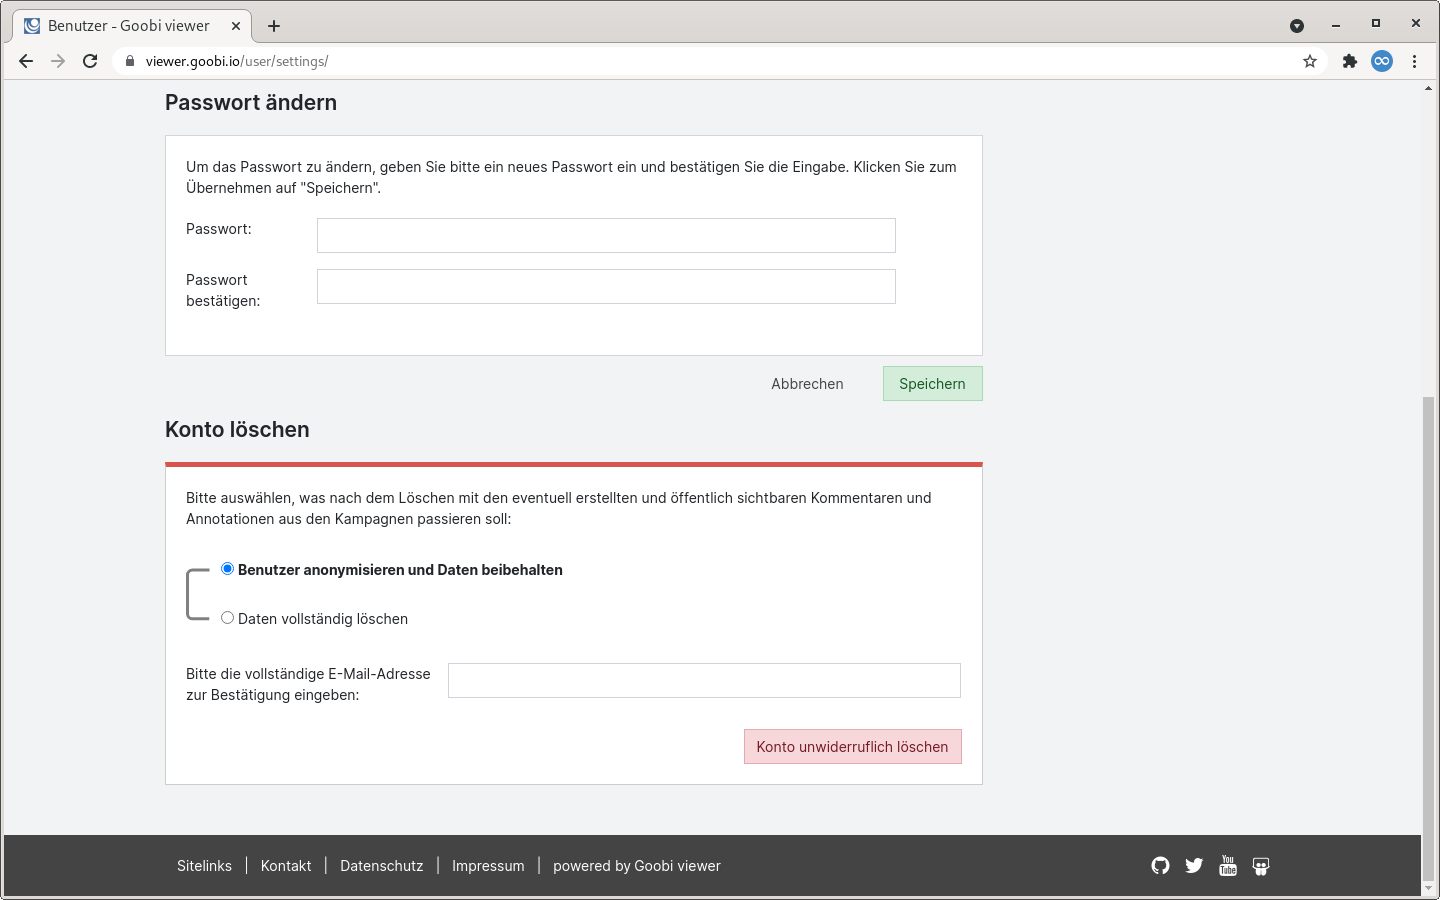 Benutzer - Goobi viewer
viewer.goobi.io/user/settings/
Passwort ändern
Um das Passwort zu ändern, geben Sie bitte ein neues Passwort ein und bestätigen Sie die Eingabe. Klicken Sie zum
Übernehmen auf "Speichern".
Passwort:
Passwort
bestätigen:
Abbrechen
Speichern
Konto löschen
Bitte auswählen, was nach dem Löschen mit den eventuell erstellten und öffentlich sichtbaren Kommentaren und
Annotationen aus den Kampagnen passieren soll:
Benutzer anonymisieren und Daten beibehalten
Daten vollständig löschen
Bitte die vollständige E-Mail-Adresse
zur Bestätigung eingeben:
Konto unwiderruflich löschen
Sitelinks | Kontakt | Datenschutz | Impressum | powered by Goobi viewer
You
Tube